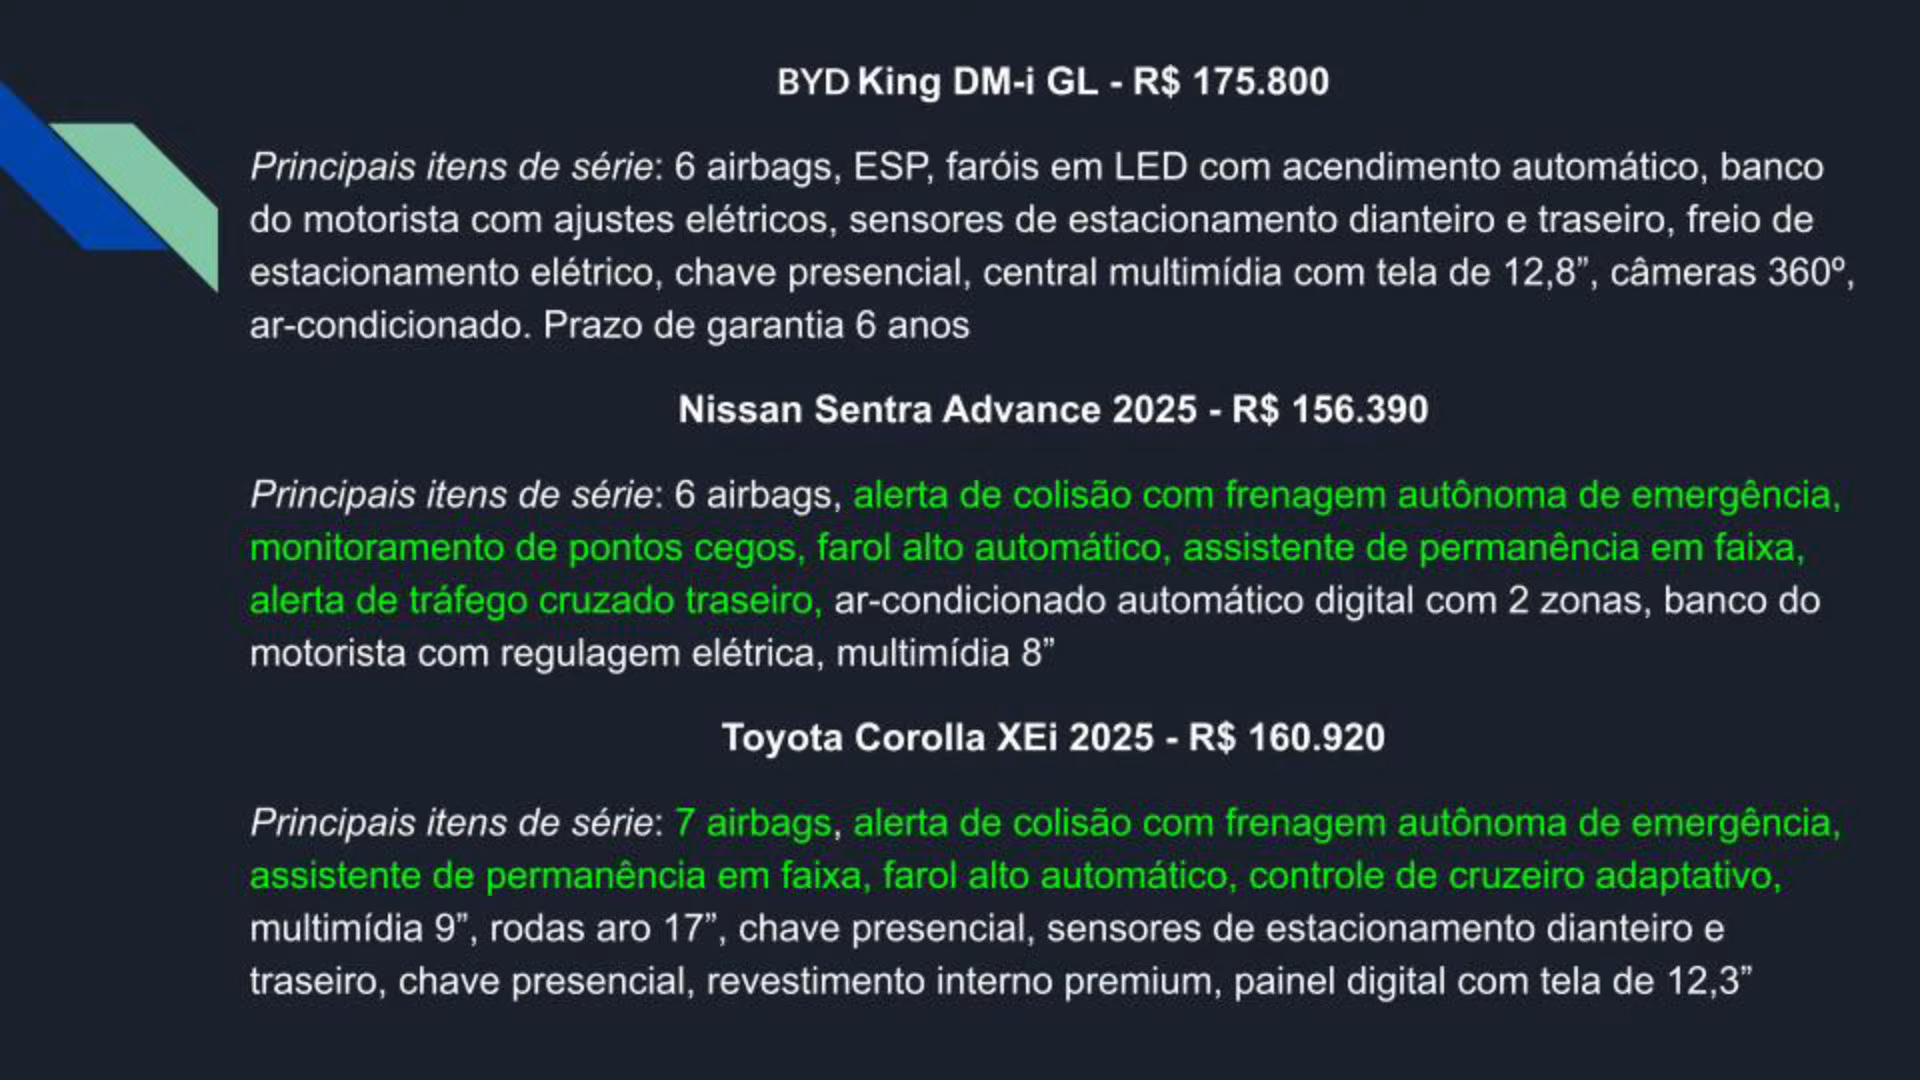 BYD King DM-i GL - R$ 175.800
Principais itens de série: 6 airbags, ESP, faróis em LED com acendimento automático, banco
do motorista com ajustes elétricos, sensores de estacionamento dianteiro e traseiro, freio de
estacionamento elétrico, chave presencial, central multimídia com tela de 12,8”, câmeras 360º,
ar-condicionado. Prazo de garantia 6 anos
Nissan Sentra Advance 2025 - R$ 156.390
Principais itens de série: 6 airbags, alerta de colisão com frenagem autônoma de emergência,
monitoramento de pontos cegos, farol alto automático, assistente de permanência em faixa,
alerta de tráfego cruzado traseiro, ar-condicionado automático digital com 2 zonas, banco do
motorista com regulagem elétrica, multimídia 8”
Toyota Corolla XEi 2025 - R$ 160.920
Principais itens de série: 7 airbags, alerta de colisão com frenagem autônoma de emergência,
assistente de permanência em faixa, farol alto automático, controle de cruzeiro adaptativo,
multimídia 9”, rodas aro 17”, chave presencial, sensores de estacionamento dianteiro e
traseiro, chave presencial, revestimento interno premium, painel digital com tela de 12,3”